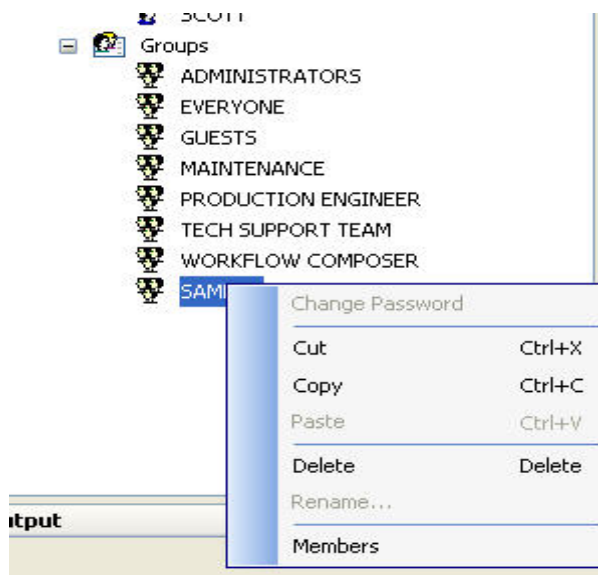 SCOTT
Groups
ADMINISTRATORS
EVERYONE
GUESTS
MAINTENANCE
PRODUCTION ENGINEER
TECH SUPPORT TEAM
WORKFLOW COMPOSER
Change Password
Cut Ctrl+X
Copy Ctrl+C
Paste Ctrl+V
Delete Delete
Rename...
Members